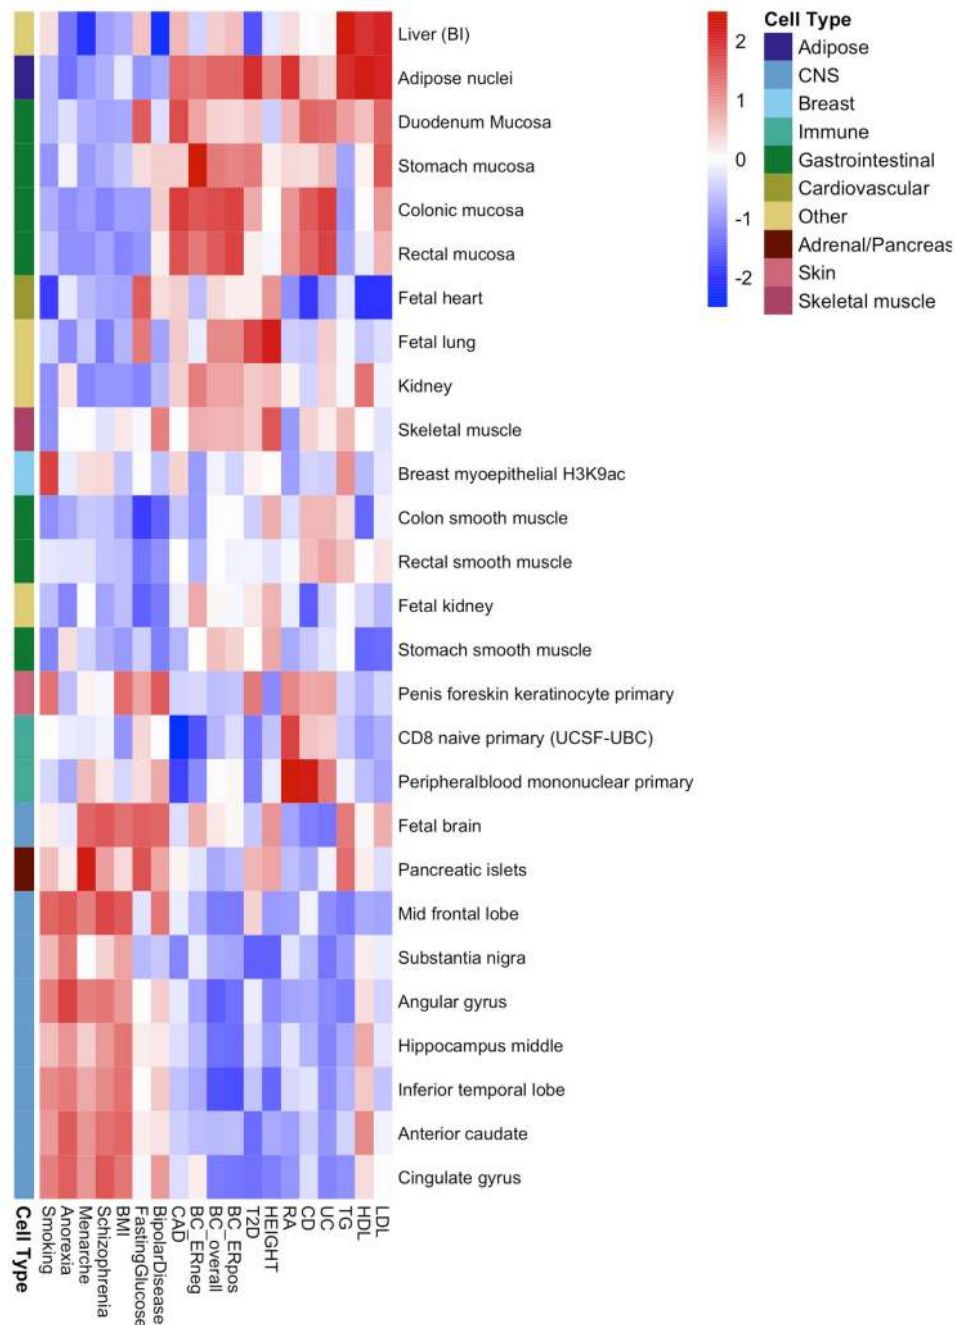 Liver (BI)
Adipose nuclei
Duodenum Mucosa
Stomach mucosa
Colonic mucosa
Rectal mucosa
Fetal heart
Fetal lung
Kidney
Skeletal muscle
Breast myoepithelial H3K9ac
Colon smooth muscle
Rectal smooth muscle
Fetal kidney
Stomach smooth muscle
Penis foreskin keratinocyte primary
CD8 naive primary (UCSF-UBC)
Peripheralblood mononuclear primary
Fetal brain
Pancreatic islets
Mid frontal lobe
Substantia nigra
Angular gyrus
Hippocampus middle
Inferior temporal lobe
Anterior caudate
Cingulate gyrus
2
1
0
-1
-2
Cell Type
Adipose
CNS
Breast
Immune
Gastrointestinal
Cardiovascular
Other
Adrenal/Pancreas
Skin
Skeletal muscle
Cell Type
Smoking
Anorexia
Menarche
Schizophrenia
BMI
FastingGlucose
BipolarDisease
CAD
BC_ERneg
BC_overall
BC_ERpos
T2D
HEIGHT
RA
CD
UC
TG
HDL
LDL